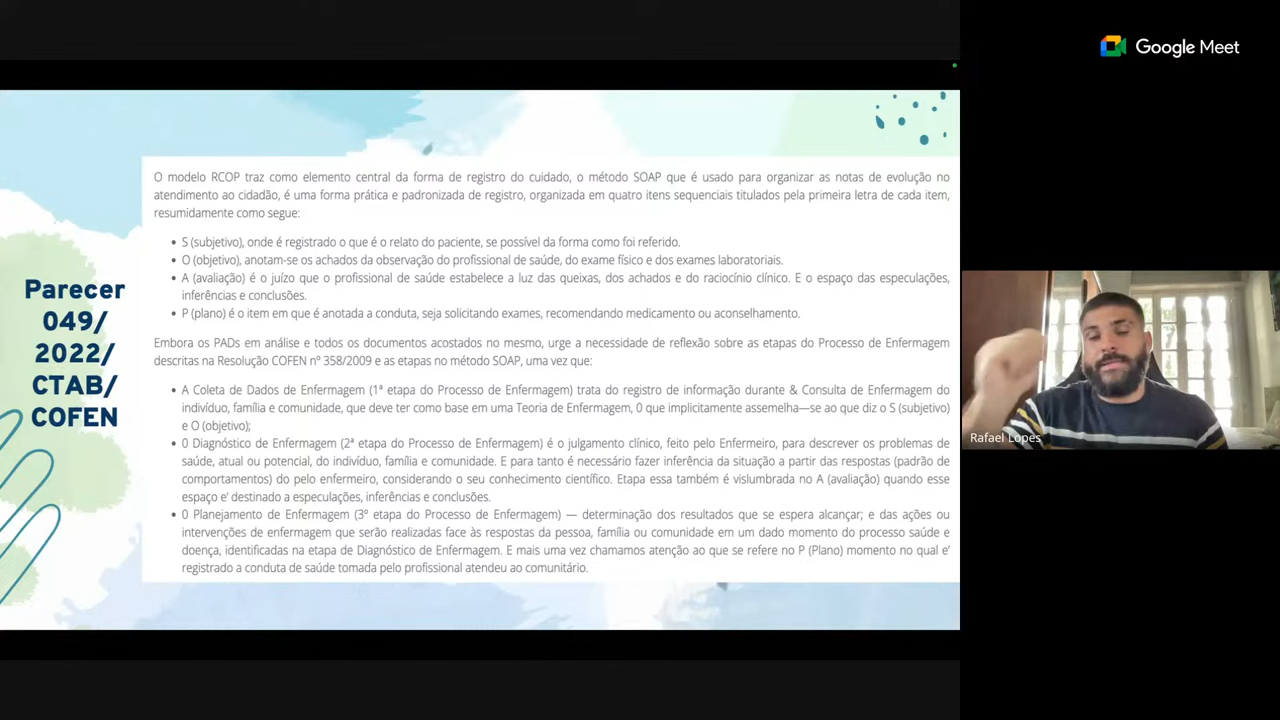 Google Meet
Parecer
049/
2022/
CTAB/
COFEN
O modelo RCOP traz como elemento central da forma de registro do cuidado, o método SOAP que é usado para organizar as notas de evolução no
atendimento ao cidadão, é uma forma prática e padronizada de registro, organizada em quatro itens sequenciais titulados pela primeira letra de cada item,
resumidamente como segue:
• S (subjetivo), onde é registrado o que é o relato do paciente, se possível da forma como foi referido.
• O (objetivo), anotam-se os achados da observação do profissional de saúde, do exame físico e dos exames laboratoriais.
• A (avaliação) é o juízo que o profissional de saúde estabelece a luz das queixas, dos achados e do raciocínio clínico. E o espaço das especulações,
inferências e conclusões.
• P (plano) é o item em que é anotada a conduta, seja solicitando exames, recomendando medicamento ou aconselhamento.
Embora os PADs em análise e todos os documentos acostados no mesmo, urge a necessidade de reflexão sobre as etapas do Processo de Enfermagem
descritas na Resolução COFEN nº 358/2009 e as etapas no método SOAP, uma vez que:
• A Coleta de Dados de Enfermagem (1ª etapa do Processo de Enfermagem) trata do registro de informação durante & Consulta de Enfermagem do
indivíduo, família e comunidade, que deve ter como base em uma Teoria de Enfermagem, 0 que implicitamente assemelha—se ao que diz o S (subjetivo)
e O (objetivo);
• 0 Diagnóstico de Enfermagem (2ª etapa do Processo de Enfermagem) é o julgamento clínico, feito pelo Enfermeiro, para descrever os problemas de
saúde, atual ou potencial, do indivíduo, família e comunidade. E para tanto é necessário fazer inferência da situação a partir das respostas (padrão de
comportamentos) do pelo enfermeiro, considerando o seu conhecimento científico. Etapa essa também é vislumbrada no A (avaliação) quando esse
espaço e' destinado a especulações, inferências e conclusões.
• 0 Planejamento de Enfermagem (3º etapa do Processo de Enfermagem) — determinação dos resultados que se espera alcançar; e das ações ou
intervenções de enfermagem que serão realizadas face às respostas da pessoa, família ou comunidade em um dado momento do processo saúde e
doença, identificadas na etapa de Diagnóstico de Enfermagem. E mais uma vez chamamos atenção ao que se refere no P (Plano) momento no qual e'
registrado a conduta de saúde tomada pelo profissional atendeu ao comunitário.
Rafael Lopes